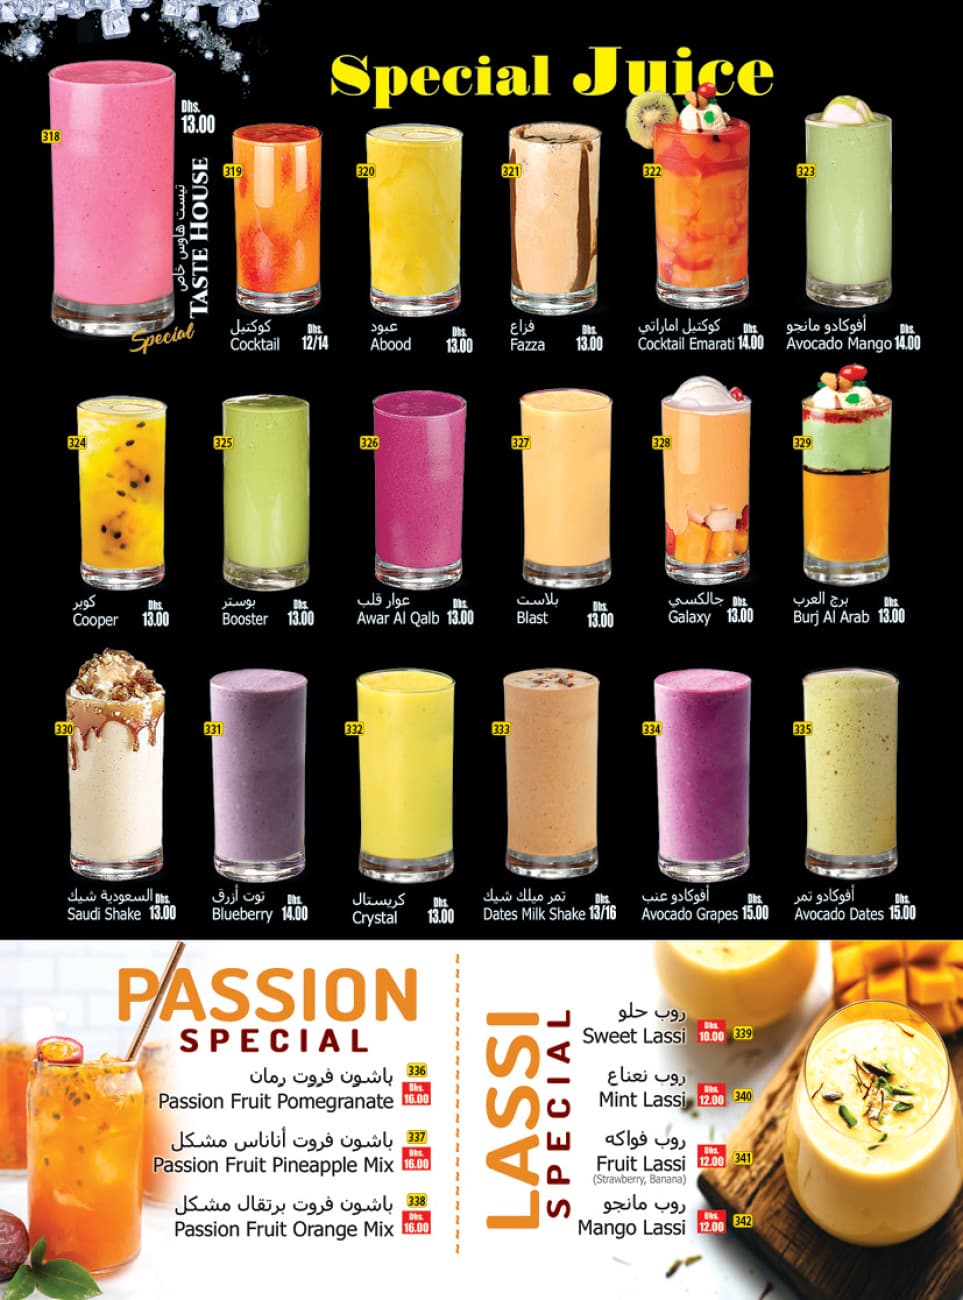 Special Juice
318
Dhs.
13.00
تيست هاوس خاص
TASTE HOUSE
Special
319
كوكتيل
Cocktail
Dhs.
12/14
320
عبود
Abood
Dhs.
13.00
321
فزاع
Fazza
Dhs.
13.00
322
كوكتيل اماراتي
Cocktail Emarati
Dhs.
14.00
323
أفوكادو مانجو
Avocado Mango
Dhs.
14.00
324
كوبر
Cooper
Dhs.
13.00
325
بوستر
Booster
Dhs.
13.00
326
عوار قلب
Awar Al Qalb
Dhs.
13.00
327
بلاست
Blast
Dhs.
13.00
328
جالكسي
Galaxy
Dhs.
13.00
329
برج العرب
Burj Al Arab
Dhs.
13.00
330
السعودية شيك
Saudi Shake
Dhs.
13.00
331
توت أزرق
Blueberry
Dhs.
14.00
332
كريستال
Crystal
Dhs.
13.00
333
تمر ميلك شيك
Dates Milk Shake
Dhs.
13/16
334
أفوكادو عنب
Avocado Grapes
Dhs.
15.00
335
أفوكادو تمر
Avocado Dates
Dhs.
15.00
PASSION
SPECIAL
باشون فروت رمان
Passion Fruit Pomegranate
336
Dhs.
16.00
باشون فروت أناناس مشكل
Passion Fruit Pineapple Mix
337
Dhs.
16.00
باشون فروت برتقال مشكل
Passion Fruit Orange Mix
338
Dhs.
16.00
LASSI
SPECIAL
روب حلو
Sweet Lassi
Dhs.
10.00
339
روب نعناع
Mint Lassi
Dhs.
12.00
340
روب فواكه
Fruit Lassi
(Strawberry, Banana)
Dhs.
12.00
341
روب مانجو
Mango Lassi
Dhs.
12.00
342